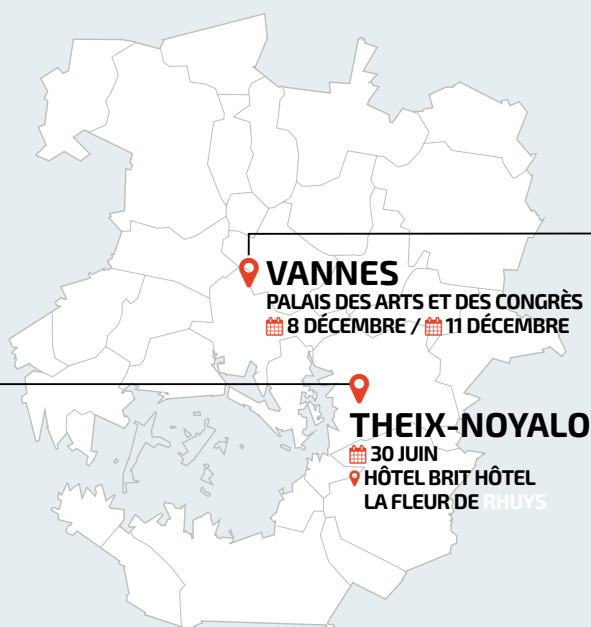 VANNES
PALAIS DES ARTS ET DES CONGRÈS
8 DÉCEMBRE / 11 DÉCEMBRE
THEIX-NOYALO
30 JUIN
HÔTEL BRIT HÔTEL
LA FLEUR DE RHUYS